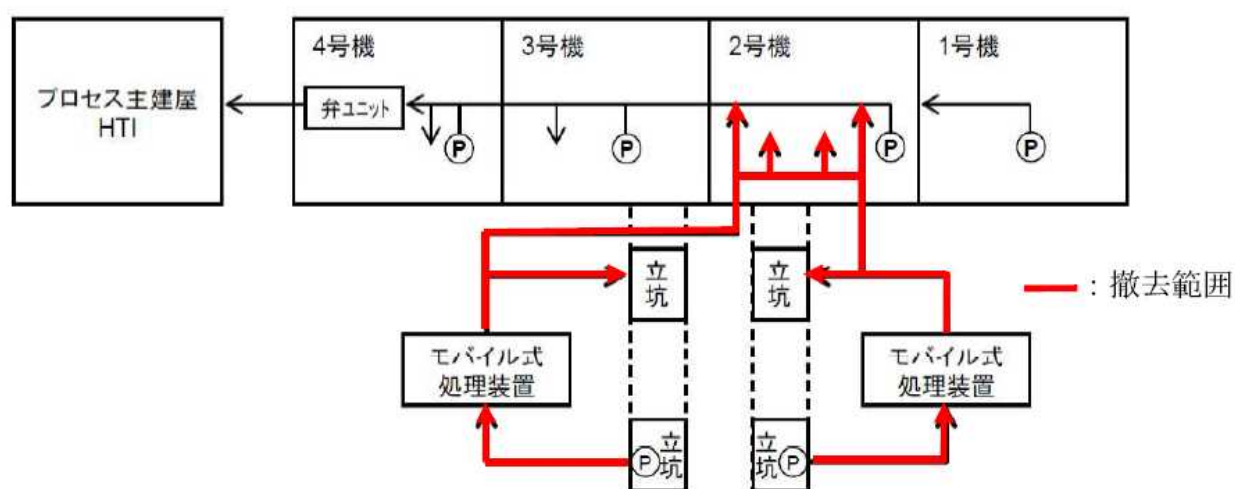 4号機
3号機
2号機
1号機
プロセス主建屋
HTI
弁ユニット
P
P
P
P
立
坑
立
坑
：撤去範囲
モバイル式
処理装置
モバイル式
処理装置
P
立
坑
立
坑
P